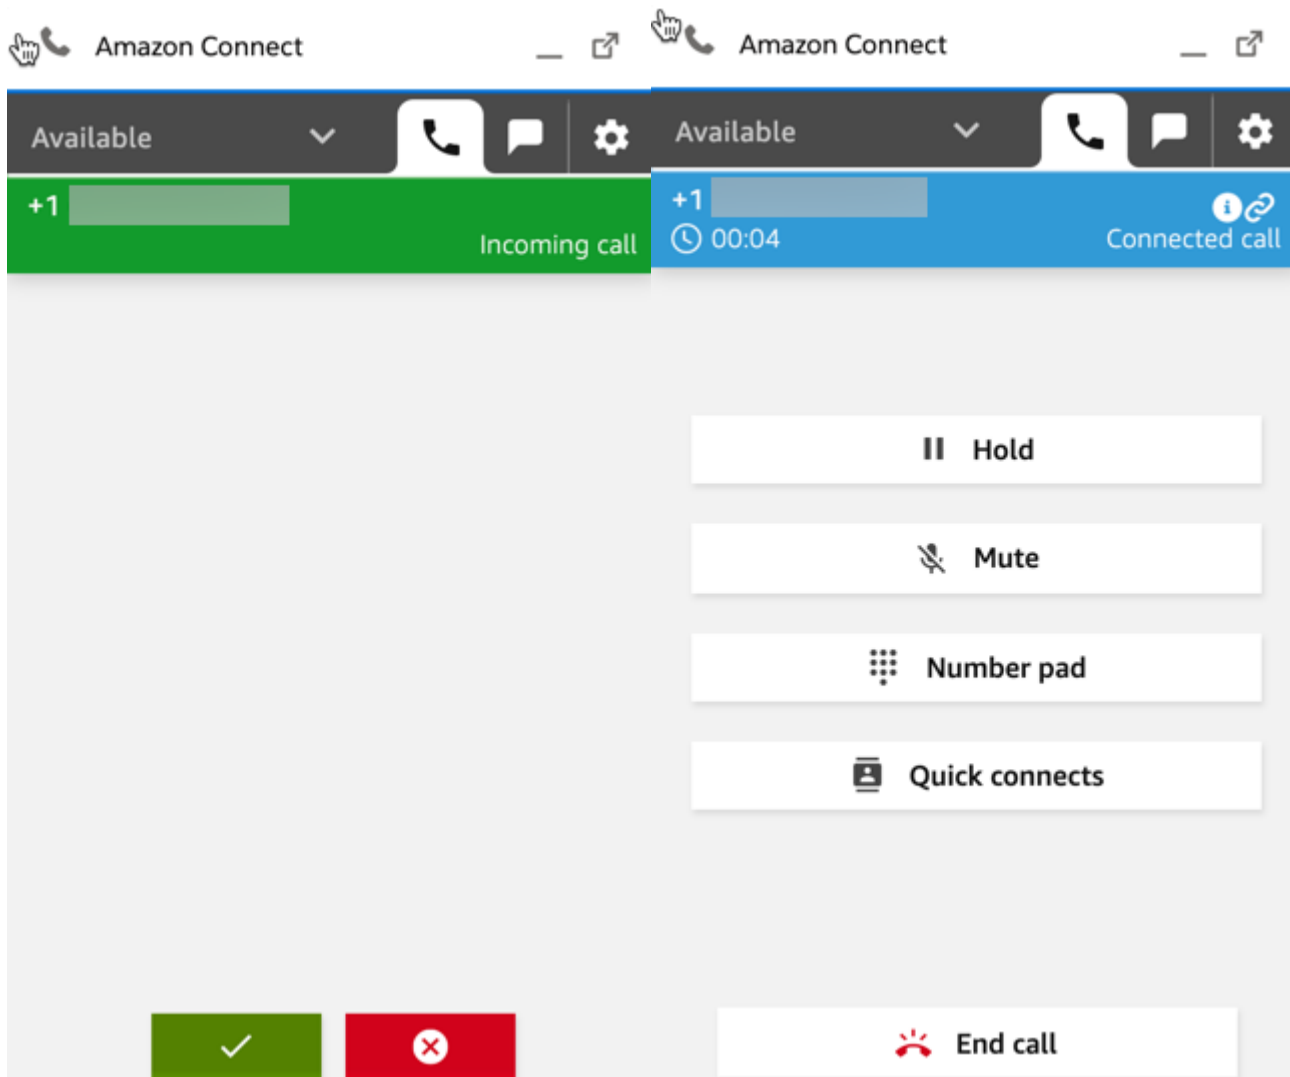 Amazon Connect
Available
+1
Incoming call
Amazon Connect
Available
+1
00:04
Connected call
Hold
Mute
Number pad
Quick connects
End call